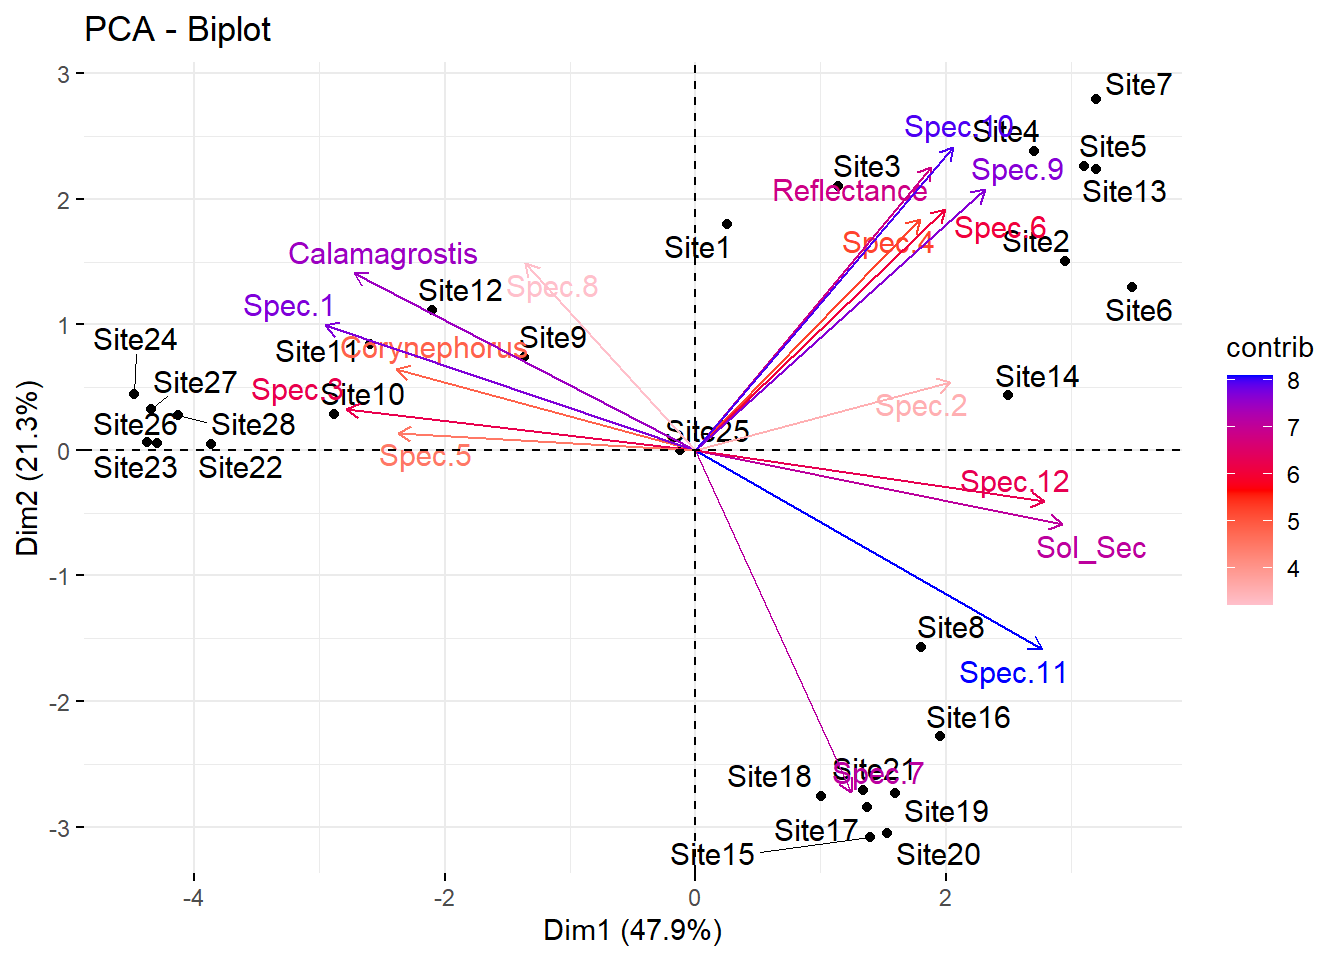 PCA - Biplot
3
Site7
Spec.10
Site4
Site5
Site3
Spec.9
Reflectance
Site13
2
Spec.6
Spec.4
Site2
Site1
Calamagrostis
Spec.8
Site12
Spec.1
Site6
1
Site24
Site9
Site11
Corynephorus
contrib
Site27
Spec.3
Site10
Site14
8
Spec.2
Site26
Site28
Site25
7
0
Spec.5
Site23
Site22
Spec.12
6
Dim2 (21.3%)
5
Sol_Sec
4
-1
Site8
Spec.11
-2
Site16
Site21
Spec.7
Site18
Site19
-3
Site17
Site15
Site20
-4
-2
0
2
Dim1 (47.9%)